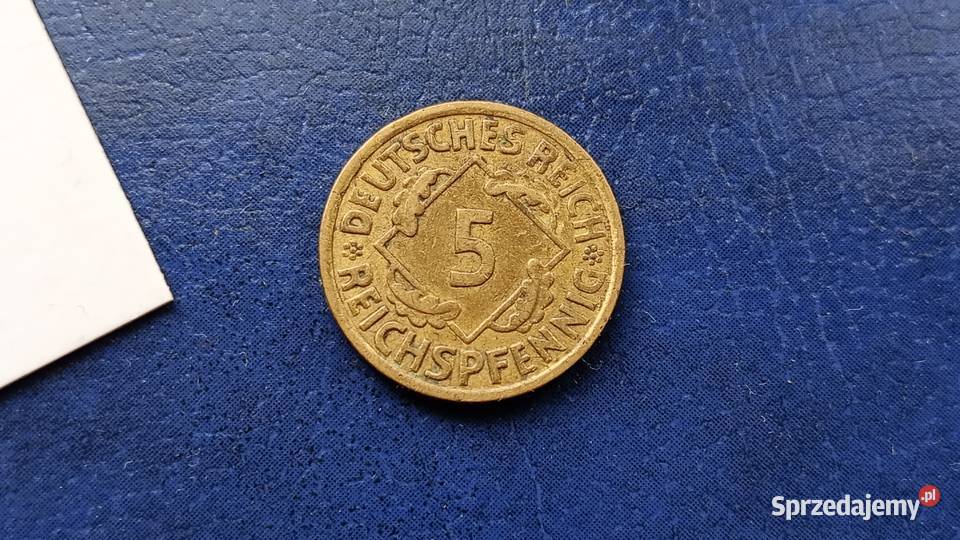 DEUTSCHES REICH
5
REICHSPFENNIG
Sprzedajemy.pl